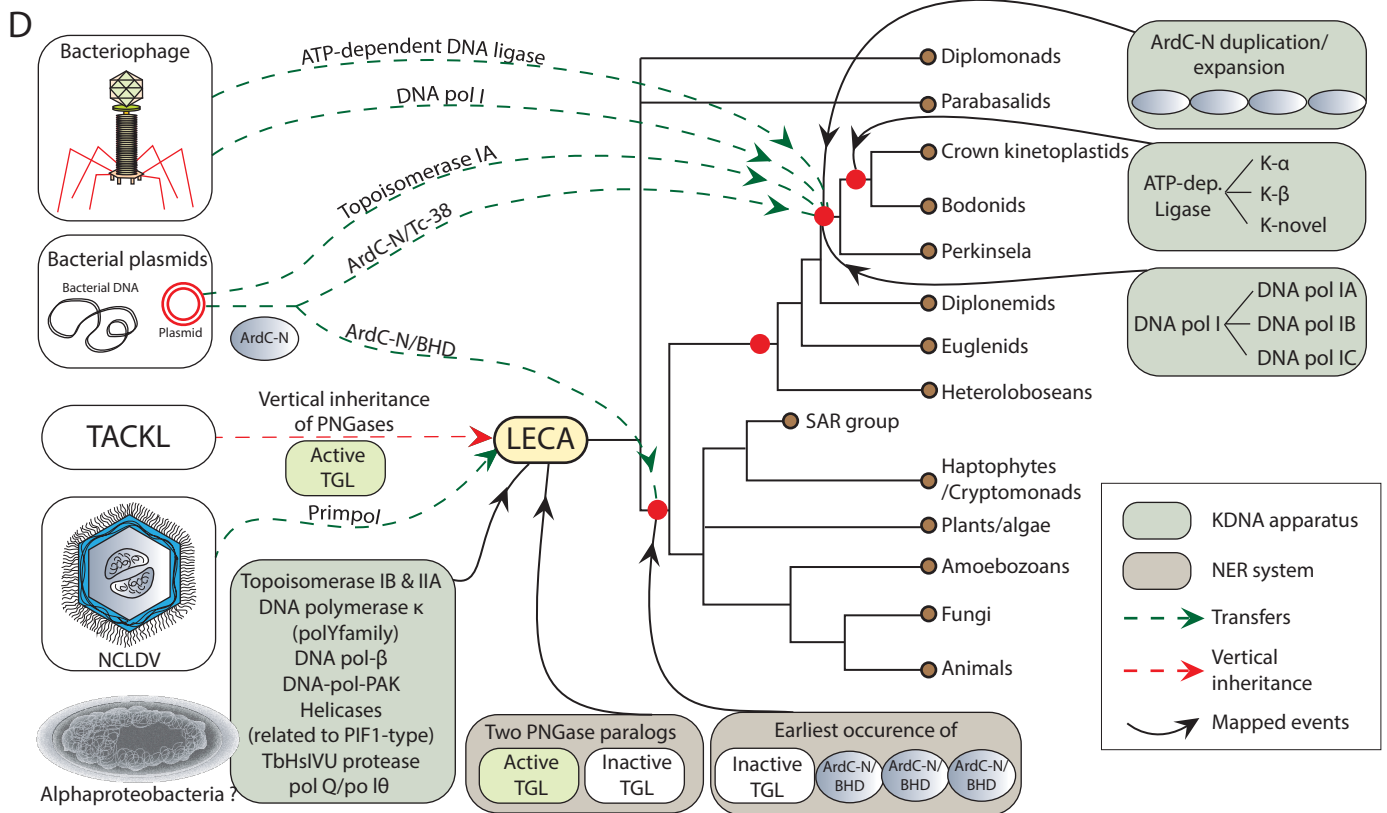 D
Bacteriophage
ATP-dependent DNA ligase
DNA pol I
Topoisomerase IA
ArdC-N/Tc-38
Bacterial plasmids
Bacterial DNA
Plasmid
ArdC-N
ArdC-N/BHD
TACKL
Vertical inheritance
of PNGases
Active
TGL
LECA
Primpol
NCLDV
Alphaproteobacteria ?
Topoisomerase IB & IIA
DNA polymerase κ
(polYfamily)
DNA pol-β
DNA-pol-PAK
Helicases
(related to PIF1-type)
TbHslVU protease
pol Q/po lθ
Two PNGase paralogs
Active
TGL
Inactive
TGL
Earliest occurence of
Inactive
TGL
ArdC-N/
BHD
ArdC-N/
BHD
ArdC-N/
BHD
Diplomonads
Parabasalids
Crown kinetoplastids
Bodonids
Perkinsela
Diplonemids
Euglenids
Heteroloboseans
SAR group
Haptophytes
/Cryptomonads
Plants/algae
Amoebozoans
Fungi
Animals
ArdC-N duplication/
expansion
ATP-dep.
Ligase
K-α
K-β
K-novel
DNA pol I
DNA pol IA
DNA pol IB
DNA pol IC
KDNA apparatus
NER system
Transfers
Vertical
inheritance
Mapped events